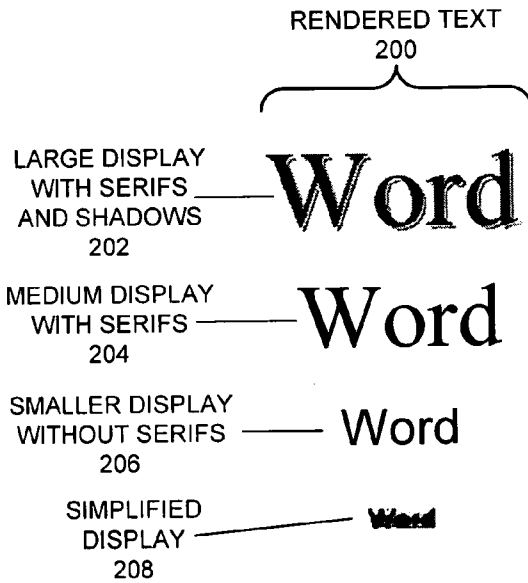 RENDERED TEXT
200
LARGE DISPLAY
WITH SERIFS
AND SHADOWS
202
Word
MEDIUM DISPLAY
WITH SERIFS
204
Word
SMALLER DISPLAY
WITHOUT SERIFS
206
Word
SIMPLIFIED
DISPLAY
208
Word